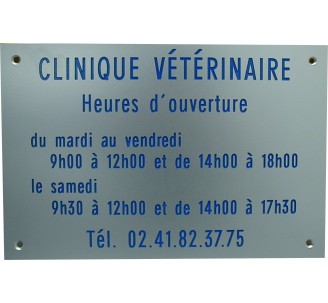 CLINIQUE VÉTÉRINAIRE
Heures d'ouverture
du mardi au vendredi
9h00 à 12h00 et de 14h00 à 18h00
le samedi
9h30 à 12h00 et de 14h00 à 17h30
Tél. 02.41.82.37.75